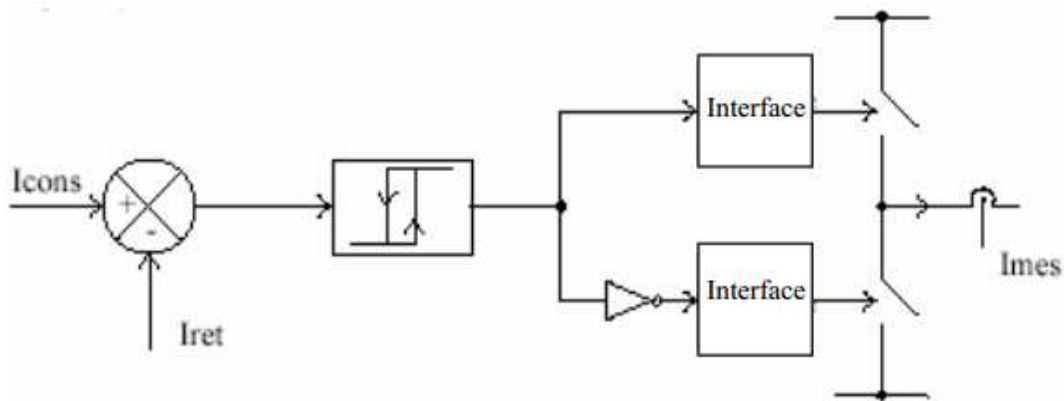 Interface
Icons
+
-
Interface
Imes
Iret